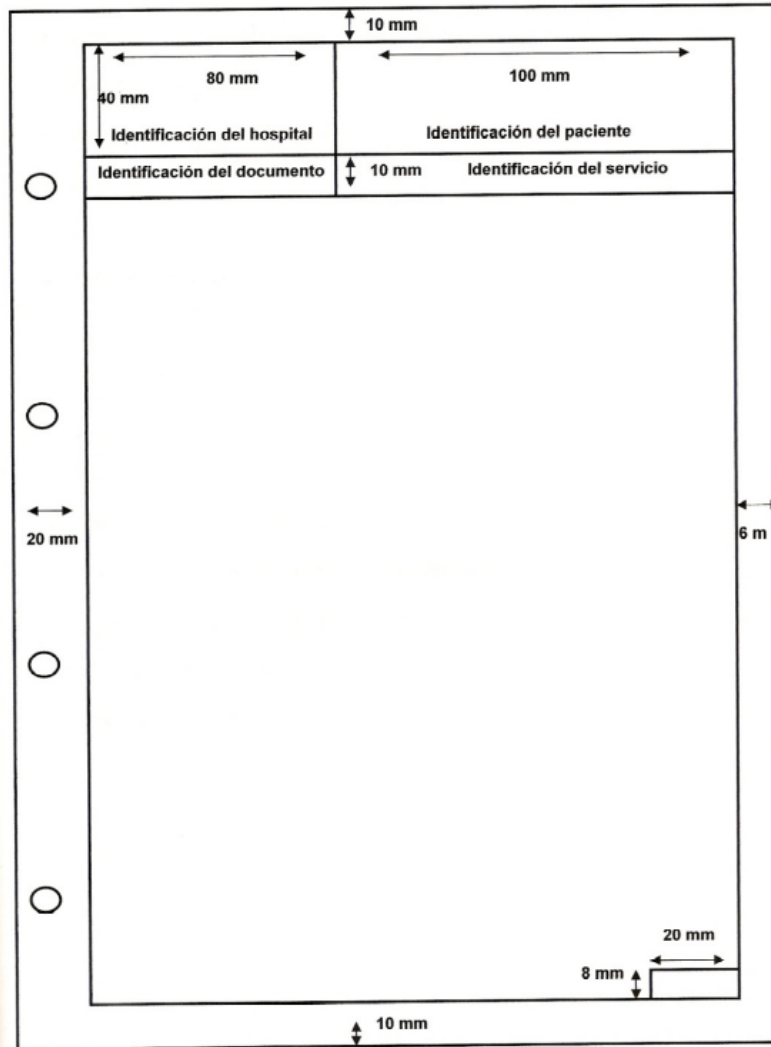 10 mm
80 mm
100 mm
40 mm
Identificación del hospital
Identificación del paciente
Identificación del documento
10 mm
Identificación del servicio
20 mm
6 m
20 mm
8 mm
10 mm